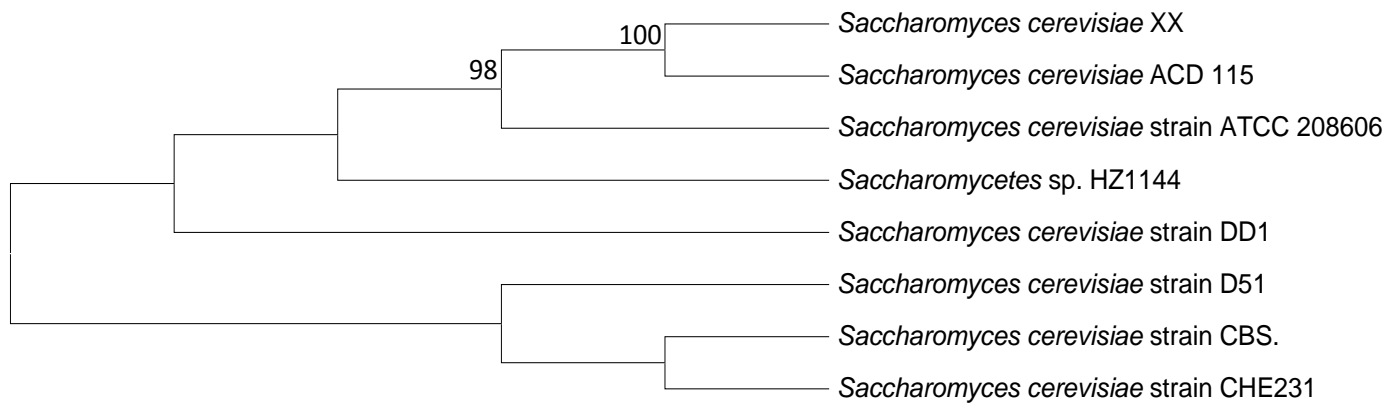 Saccharomyces cerevisiae XX
100
Saccharomyces cerevisiae ACD 115
98
Saccharomyces cerevisiae strain ATCC 208606
Saccharomycetes sp. HZ1144
Saccharomyces cerevisiae strain DD1
Saccharomyces cerevisiae strain D51
Saccharomyces cerevisiae strain CBS.
Saccharomyces cerevisiae strain CHE231